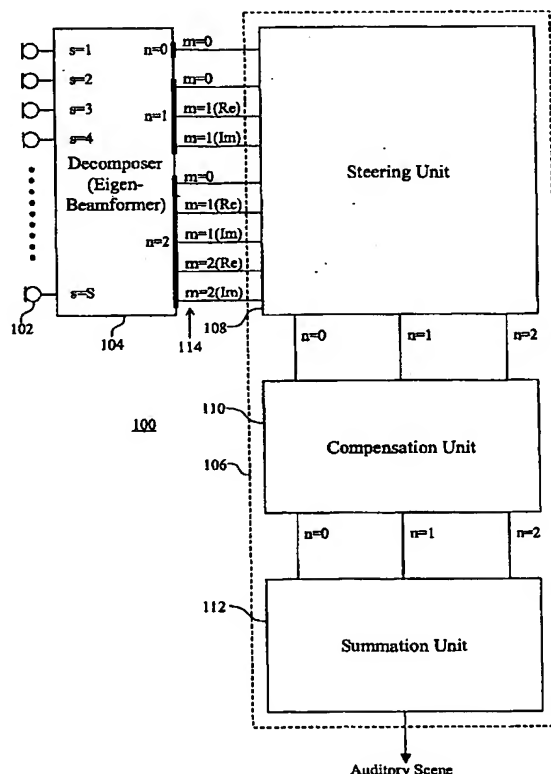 s=1
s=2
s=3
s=4
s=S
102
Decomposer
(Eigen-
Beamformer)
104
n=0
n=1
n=2
m=0
m=0
m=1(Re)
m=1(Im)
m=0
m=1(Re)
m=1(Im)
m=2(Re)
m=2(Im)
114
108
Steering Unit
n=0
n=1
n=2
100
110
106
Compensation Unit
n=0
n=1
n=2
112
Summation Unit
Auditory Scene